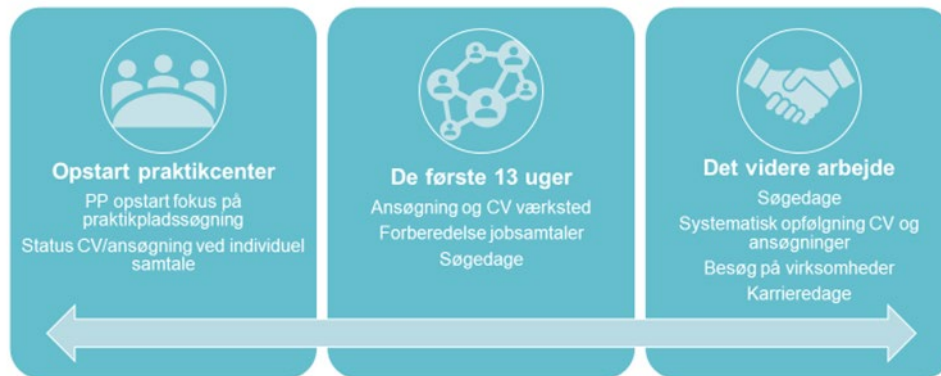 Opstart praktikcenter
PP opstart fokus på
praktikpladssøgning
Status CV/ansøgning ved individuel
samtale
De første 13 uger
Ansøgning og CV værksted
Forberedelse jobsamtaler
Søgedage
Det videre arbejde
Søgedage
Systematisk opfølgning CV og
ansøgninger
Besøg på virksomheder
Karrieredage